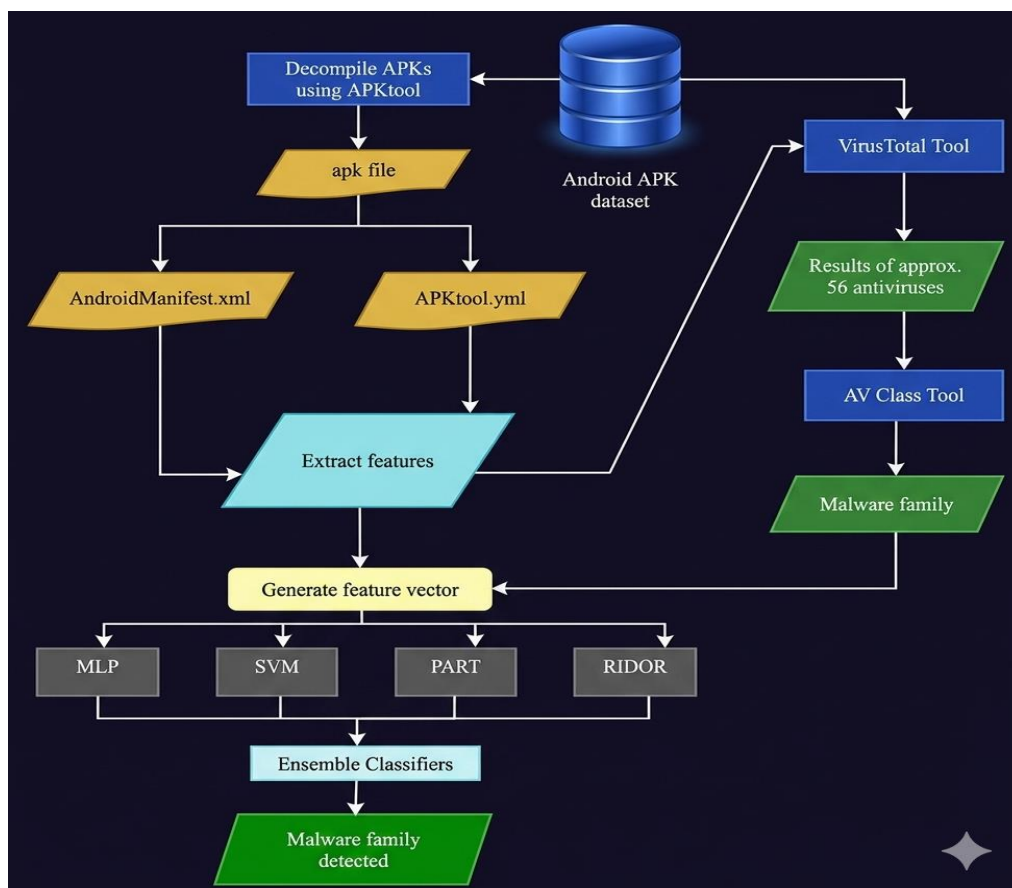 Decompile APKs
using APKtool
Android APK
dataset
VirusTotal Tool
apk file
AndroidManifest.xml
APKtool.yml
Results of approx.
56 antiviruses
AV Class Tool
Extract features
Malware family
Generate feature vector
MLP
SVM
PART
RIDOR
Ensemble Classifiers
Malware family
detected